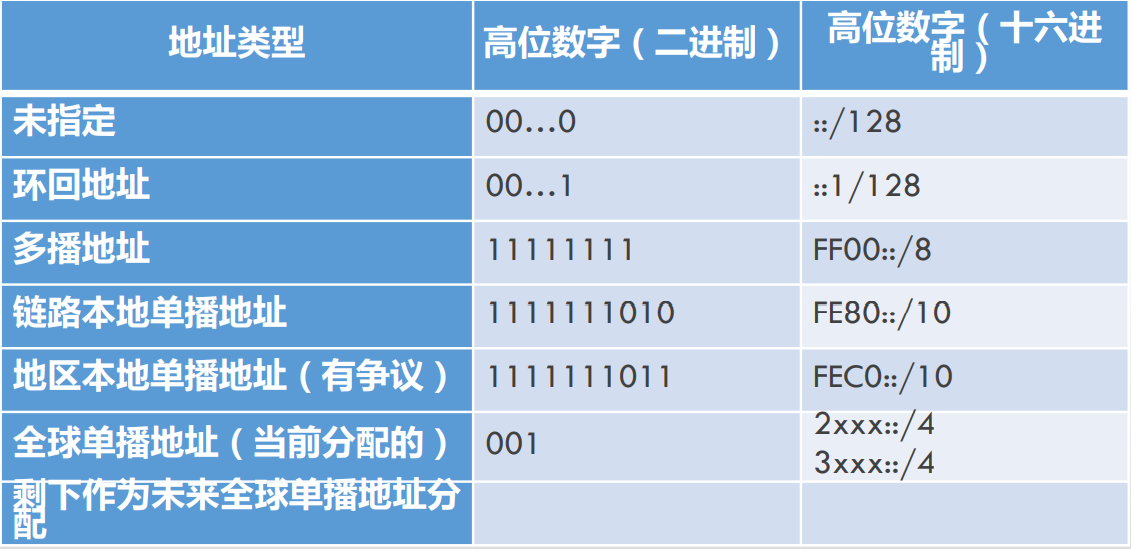 地址类型 高位数字（二进制） 高位数字（十六进
制）
未指定 00…0 ::/128
环回地址 00…1 ::1/128
多播地址 11111111 FF00::/8
链路本地单播地址 1111111010 FE80::/10
地区本地单播地址（有争议） 1111111011 FEC0::/10
全球单播地址（当前分配的） 001 2xxx::/4
3xxx::/4
剩下作为未来全球单播地址分
配